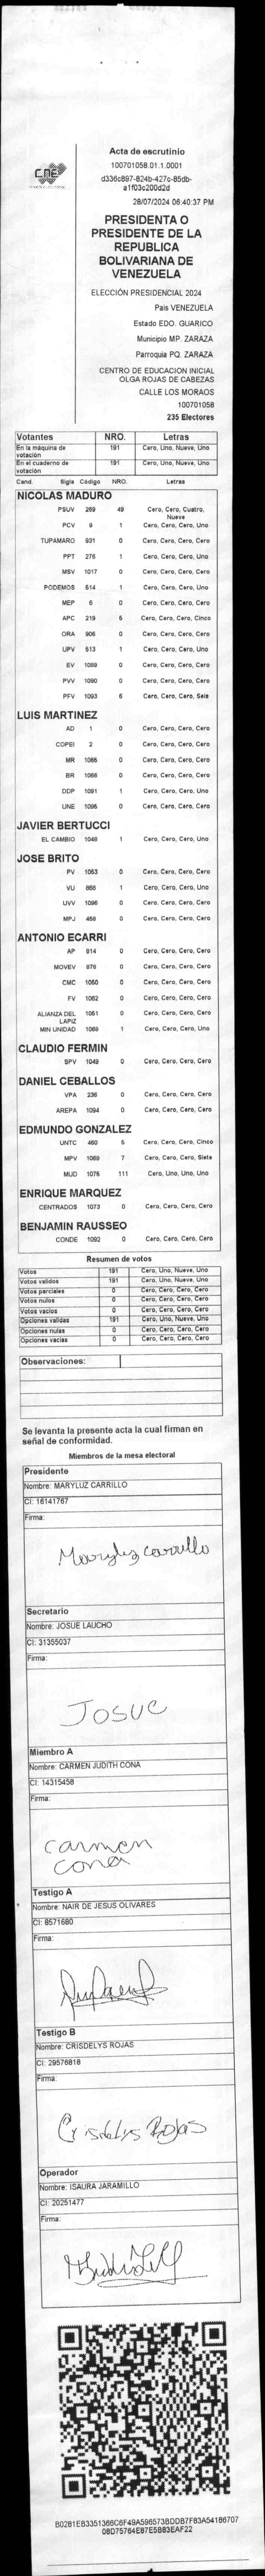 CNE
Acta de escrutinio
100701058.01.1.0001
d336c897-824b-427c-85db-
a1f03c200d2d
28/07/2024 06:40:37 PM
PRESIDENTA O
PRESIDENTE DE LA
REPUBLICA
BOLIVARIANA DE
VENEZUELA
ELECCIÓN PRESIDENCIAL 2024
Pais VENEZUELA
Estado EDO. GUARICO
Municipio MP. ZARAZA
Parroquia PQ. ZARAZA
CENTRO DE EDUCACION INICIAL
OLGA ROJAS DE CABEZAS
CALLE LOS MORAOS
100701058
235 Electores
Votantes NRO. Letras
En la máquina de votación 191 Cero, Uno, Nueve, Uno
En el cuaderno de votación 191 Cero, Uno, Nueve, Uno
Cand. Sigla Código NRO. Letras
NICOLAS MADURO
PSUV 269 49 Cero, Cero, Cuatro, Nueve
PCV 9 1 Cero, Cero, Cero, Uno
TUPAMARO 931 0 Cero, Cero, Cero, Cero
PPT 276 1 Cero, Cero, Cero, Uno
MSV 1017 0 Cero, Cero, Cero, Cero
PODEMOS 514 1 Cero, Cero, Cero, Uno
MEP 6 0 Cero, Cero, Cero, Cero
APC 219 5 Cero, Cero, Cero, Cinco
ORA 906 0 Cero, Cero, Cero, Cero
UPV 513 1 Cero, Cero, Cero, Uno
EV 1089 0 Cero, Cero, Cero, Cero
PVV 1090 0 Cero, Cero, Cero, Cero
PFV 1093 6 Cero, Cero, Cero, Seis
LUIS MARTINEZ
AD 1 0 Cero, Cero, Cero, Cero
COPEI 2 0 Cero, Cero, Cero, Cero
MR 1065 0 Cero, Cero, Cero, Cero
BR 1066 0 Cero, Cero, Cero, Cero
DDP 1091 1 Cero, Cero, Cero, Uno
UNE 1095 0 Cero, Cero, Cero, Cero
JAVIER BERTUCCI
EL CAMBIO 1048 1 Cero, Cero, Cero, Uno
JOSE BRITO
PV 1053 0 Cero, Cero, Cero, Cero
VU 868 1 Cero, Cero, Cero, Uno
UVV 1096 0 Cero, Cero, Cero, Cero
MPJ 458 0 Cero, Cero, Cero, Cero
ANTONIO ECARRI
AP 914 0 Cero, Cero, Cero, Cero
MOVEV 979 0 Cero, Cero, Cero, Cero
CMC 1050 0 Cero, Cero, Cero, Cero
FV 1062 0 Cero, Cero, Cero, Cero
ALIANZA DEL LAPIZ 1051 0 Cero, Cero, Cero, Cero
MIN UNIDAD 1069 1 Cero, Cero, Cero, Uno
CLAUDIO FERMIN
SPV 1049 0 Cero, Cero, Cero, Cero
DANIEL CEBALLOS
VPA 236 0 Cero, Cero, Cero, Cero
AREPA 1094 0 Cero, Cero, Cero, Cero
EDMUNDO GONZALEZ
UNTC 460 5 Cero, Cero, Cero, Cinco
MPV 1069 7 Cero, Cero, Cero, Siete
MUD 1075 111 Cero, Uno, Uno, Uno
ENRIQUE MARQUEZ
CENTRADOS 1073 0 Cero, Cero, Cero, Cero
BENJAMIN RAUSSEO
CONDE 1092 0 Cero, Cero, Cero, Cero
Resumen de votos
Votos 191 Cero, Uno, Nueve, Uno
Votos validos 191 Cero, Uno, Nueve, Uno
Votos parciales 0 Cero, Cero, Cero, Cero
Votos nulos 0 Cero, Cero, Cero, Cero
Votos vacios 0 Cero, Cero, Cero, Cero
Opciones validas 191 Cero, Uno, Nueve, Uno
Opciones nulas 0 Cero, Cero, Cero, Cero
Opciones vacias 0 Cero, Cero, Cero, Cero
Observaciones:
Se levanta la presente acta la cual firman en
señal de conformidad.
Miembros de la mesa electoral
Presidente
Nombre: MARYLUZ CARRILLO
CI: 16141767
Firma:
Maryluz carrillo
Secretario
Nombre: JOSUE LAUCHO
CI: 31355037
Firma:
Josue
Miembro A
Nombre: CARMEN JUDITH CONA
CI: 14315458
Firma:
carmen
cona
Testigo A
Nombre: NAIR DE JESUS OLIVARES
CI: 8571680
Firma:
Testigo B
Nombre: CRISDELYS ROJAS
CI: 29576818
Firma:
Crisdelys Rojas
Operador
Nombre: ISAURA JARAMILLO
CI: 20251477
Firma:
B0281EB3351366C6F49A596573BDDB7F83A54186707
08D75764E87E5B83EAF22